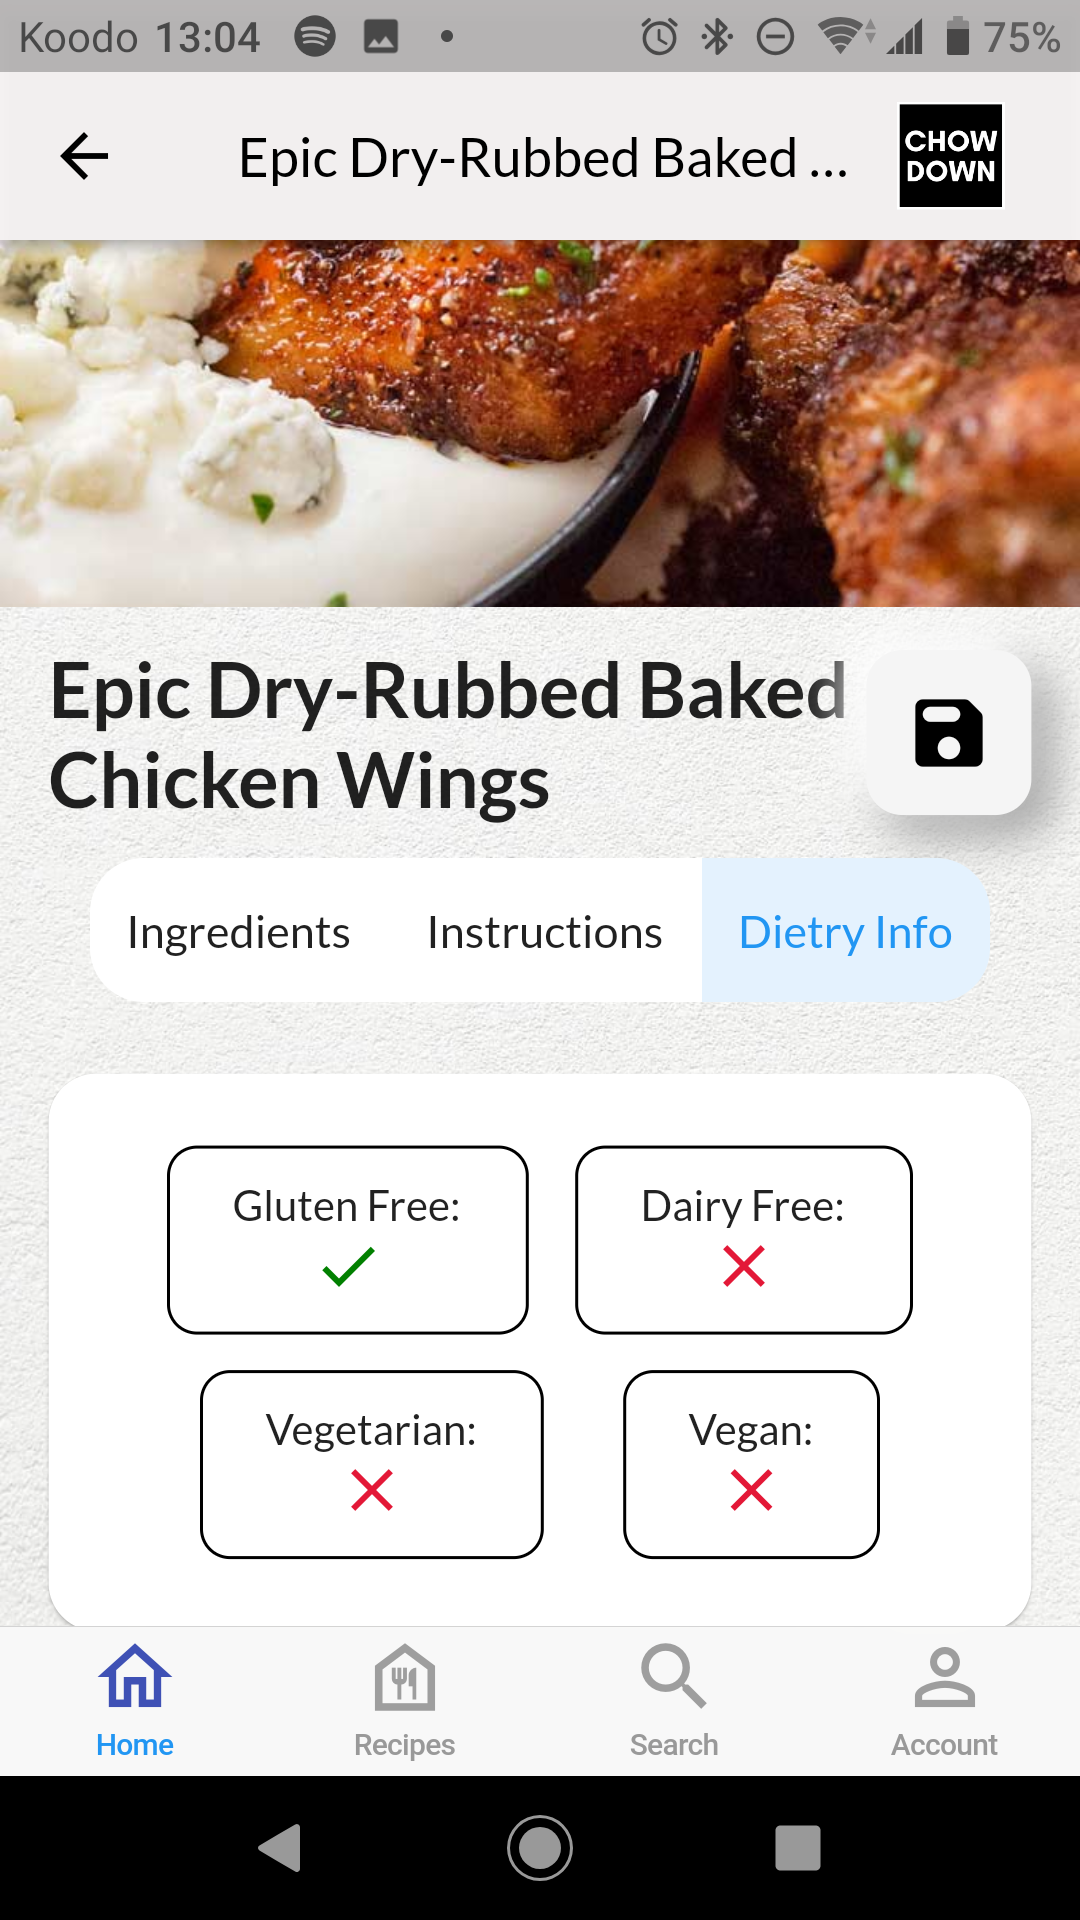 Koodo 13:04 75%
Epic Dry-Rubbed Baked ...
CHOW
DOWN
Epic Dry-Rubbed Baked
Chicken Wings
Ingredients Instructions Dietry Info
Gluten Free: Dairy Free:
Vegetarian: Vegan:
Home Recipes Search Account